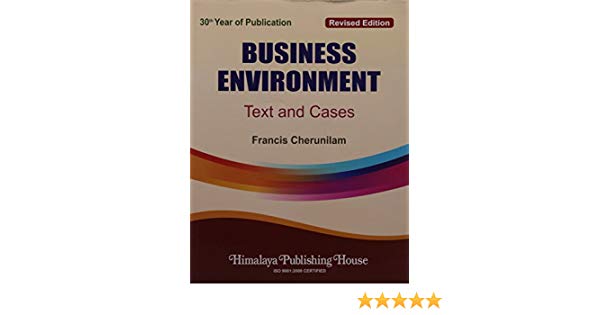 30th Year of Publication
Revised Edition
BUSINESS
ENVIRONMENT
Text and Cases
Francis Cherunilam
Himalaya Publishing House
ISO 9001:2008 CERTIFIED